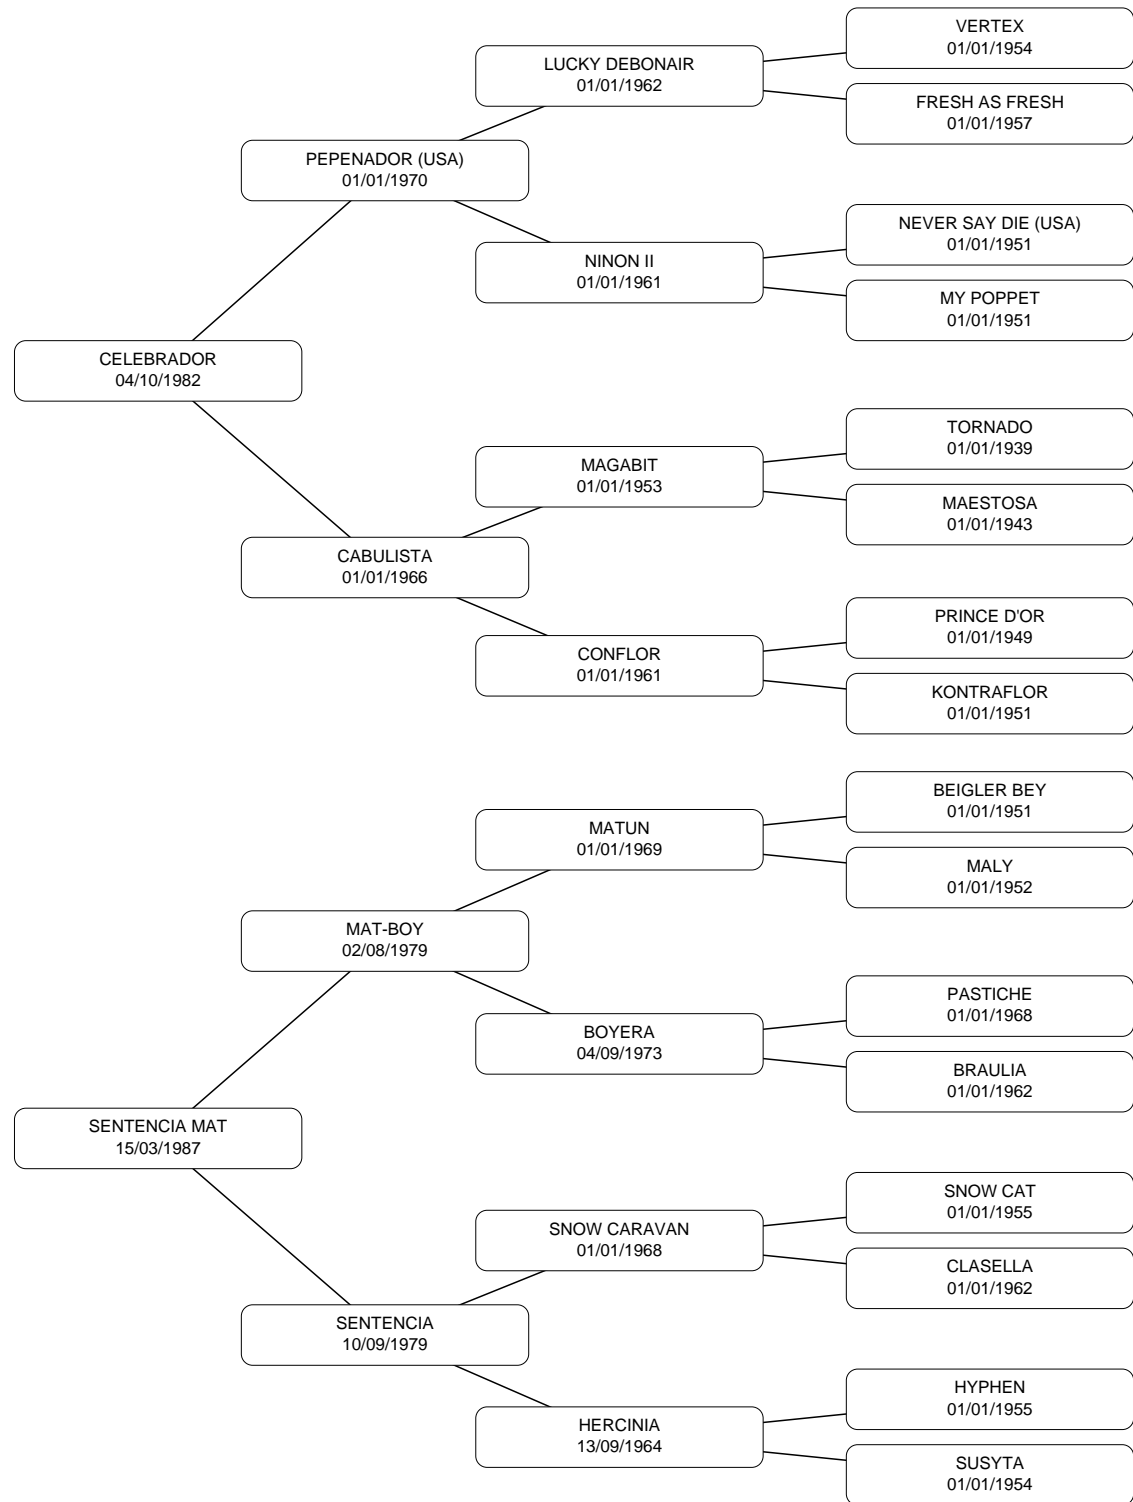 VERTEX
01/01/1954
LUCKY DEBONAIR
01/01/1962
FRESH AS FRESH
01/01/1957
PEPENADOR (USA)
01/01/1970
NEVER SAY DIE (USA)
01/01/1951
NINON II
01/01/1961
MY POPPET
01/01/1951
CELEBRADOR
04/10/1982
TORNADO
01/01/1939
MAGABIT
01/01/1953
MAESTOSA
01/01/1943
CABULISTA
01/01/1966
PRINCE D'OR
01/01/1949
CONFLOR
01/01/1961
KONTRAFLOR
01/01/1951
BEIGLER BEY
01/01/1951
MATUN
01/01/1969
MALY
01/01/1952
MAT-BOY
02/08/1979
PASTICHE
01/01/1968
BOYERA
04/09/1973
BRAULIA
01/01/1962
SENTENCIA MAT
15/03/1987
SNOW CAT
01/01/1955
SNOW CARAVAN
01/01/1968
CLASELLA
01/01/1962
SENTENCIA
10/09/1979
HYPHEN
01/01/1955
HERCINIA
13/09/1964
SUSYTA
01/01/1954